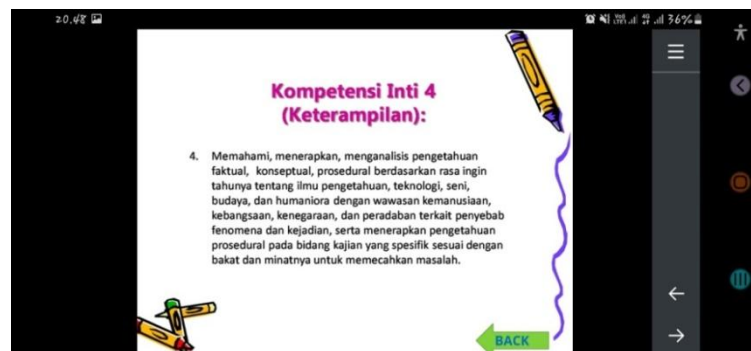 20.48
36%
Kompetensi Inti 4
(Keterampilan):
4. Memahami, menerapkan, menganalisis pengetahuan
faktual, konseptual, prosedural berdasarkan rasa ingin
tahunya tentang ilmu pengetahuan, teknologi, seni,
budaya, dan humaniora dengan wawasan kemanusiaan,
kebangsaan, kenegaraan, dan peradaban terkait penyebab
fenomena dan kejadian, serta menerapkan pengetahuan
prosedural pada bidang kajian yang spesifik sesuai dengan
bakat dan minatnya untuk memecahkan masalah.
BACK